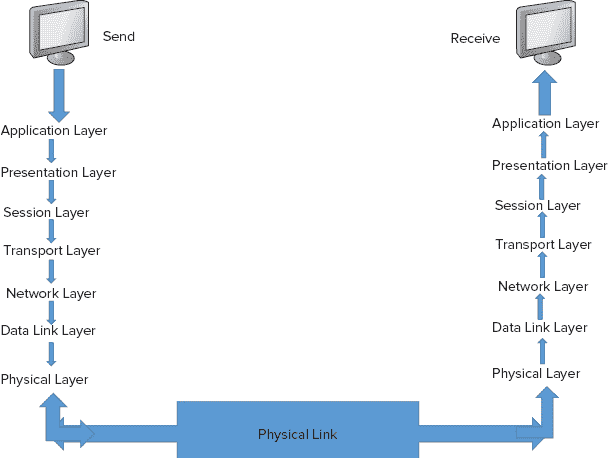 Send
Receive
Application Layer
Presentation Layer
Session Layer
Transport Layer
Network Layer
Data Link Layer
Physical Layer
Application Layer
Presentation Layer
Session Layer
Transport Layer
Network Layer
Data Link Layer
Physical Layer
Physical Link